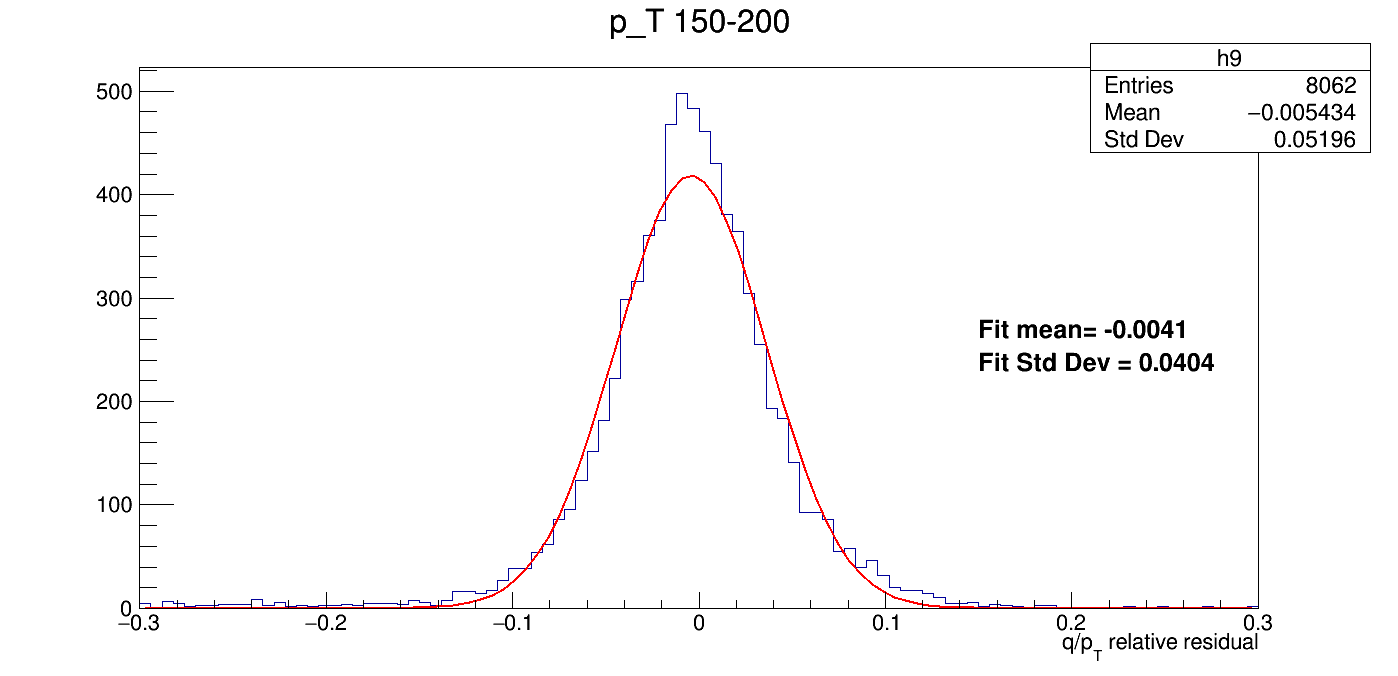 p_T 150-200
h9
Entries 8062
Mean −0.005434
Std Dev 0.05196
500
400
300
200
100
0
Fit mean= -0.0041
Fit Std Dev = 0.0404
−0.3 −0.2 −0.1 0 0.1 0.2 0.3
q/p_T relative residual